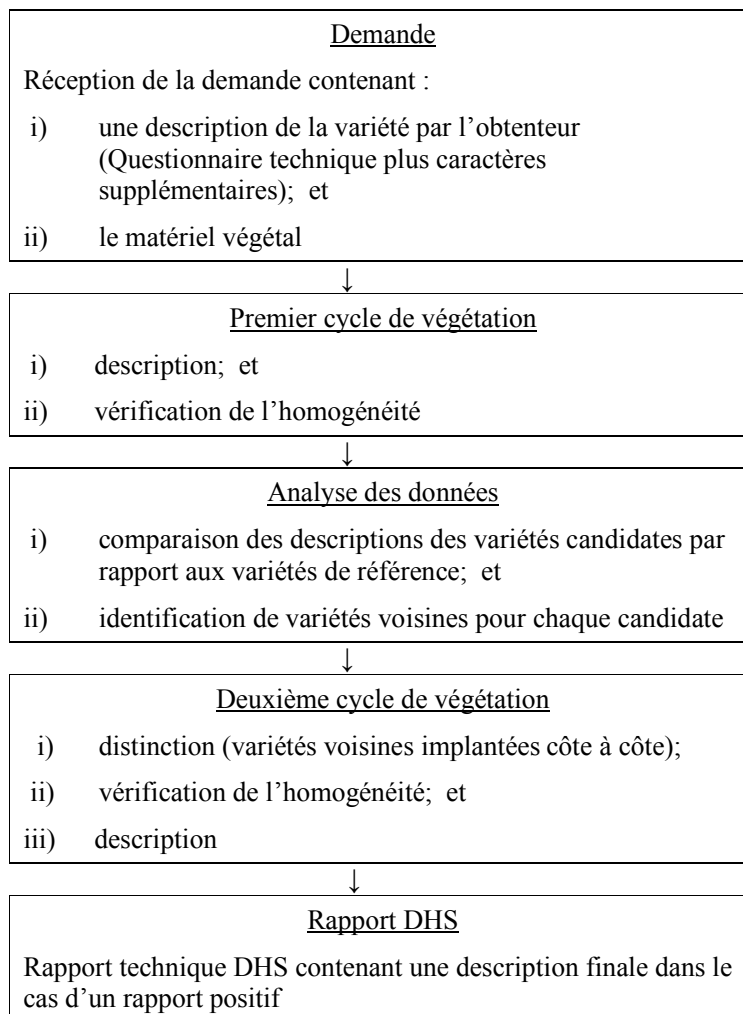 Demande
Réception de la demande contenant :
i) une description de la variété par l’obtenteur
(Questionnaire technique plus caractères
supplémentaires); et
ii) le matériel végétal
↓
Premier cycle de végétation
i) description; et
ii) vérification de l’homogénéité
↓
Analyse des données
i) comparaison des descriptions des variétés candidates par
rapport aux variétés de référence; et
ii) identification de variétés voisines pour chaque candidate
↓
Deuxième cycle de végétation
i) distinction (variétés voisines implantées côte à côte);
ii) vérification de l’homogénéité; et
iii) description
↓
Rapport DHS
Rapport technique DHS contenant une description finale dans le
cas d’un rapport positif